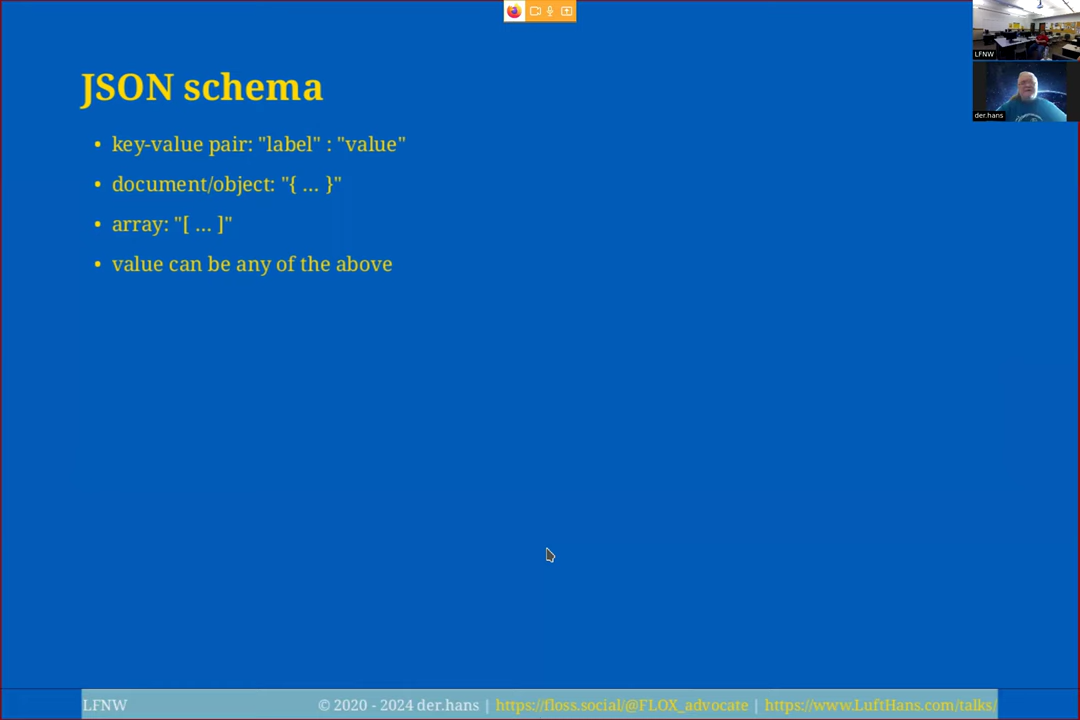 LFNW
der.hans
JSON schema
• key-value pair: "label" : "value"
• document/object: "{ ... }"
• array: "[ ... ]"
• value can be any of the above
LFNW
© 2020 - 2024 der.hans | https://floss.social/@FLOX_advocate | https://www.LuftHans.com/talks/